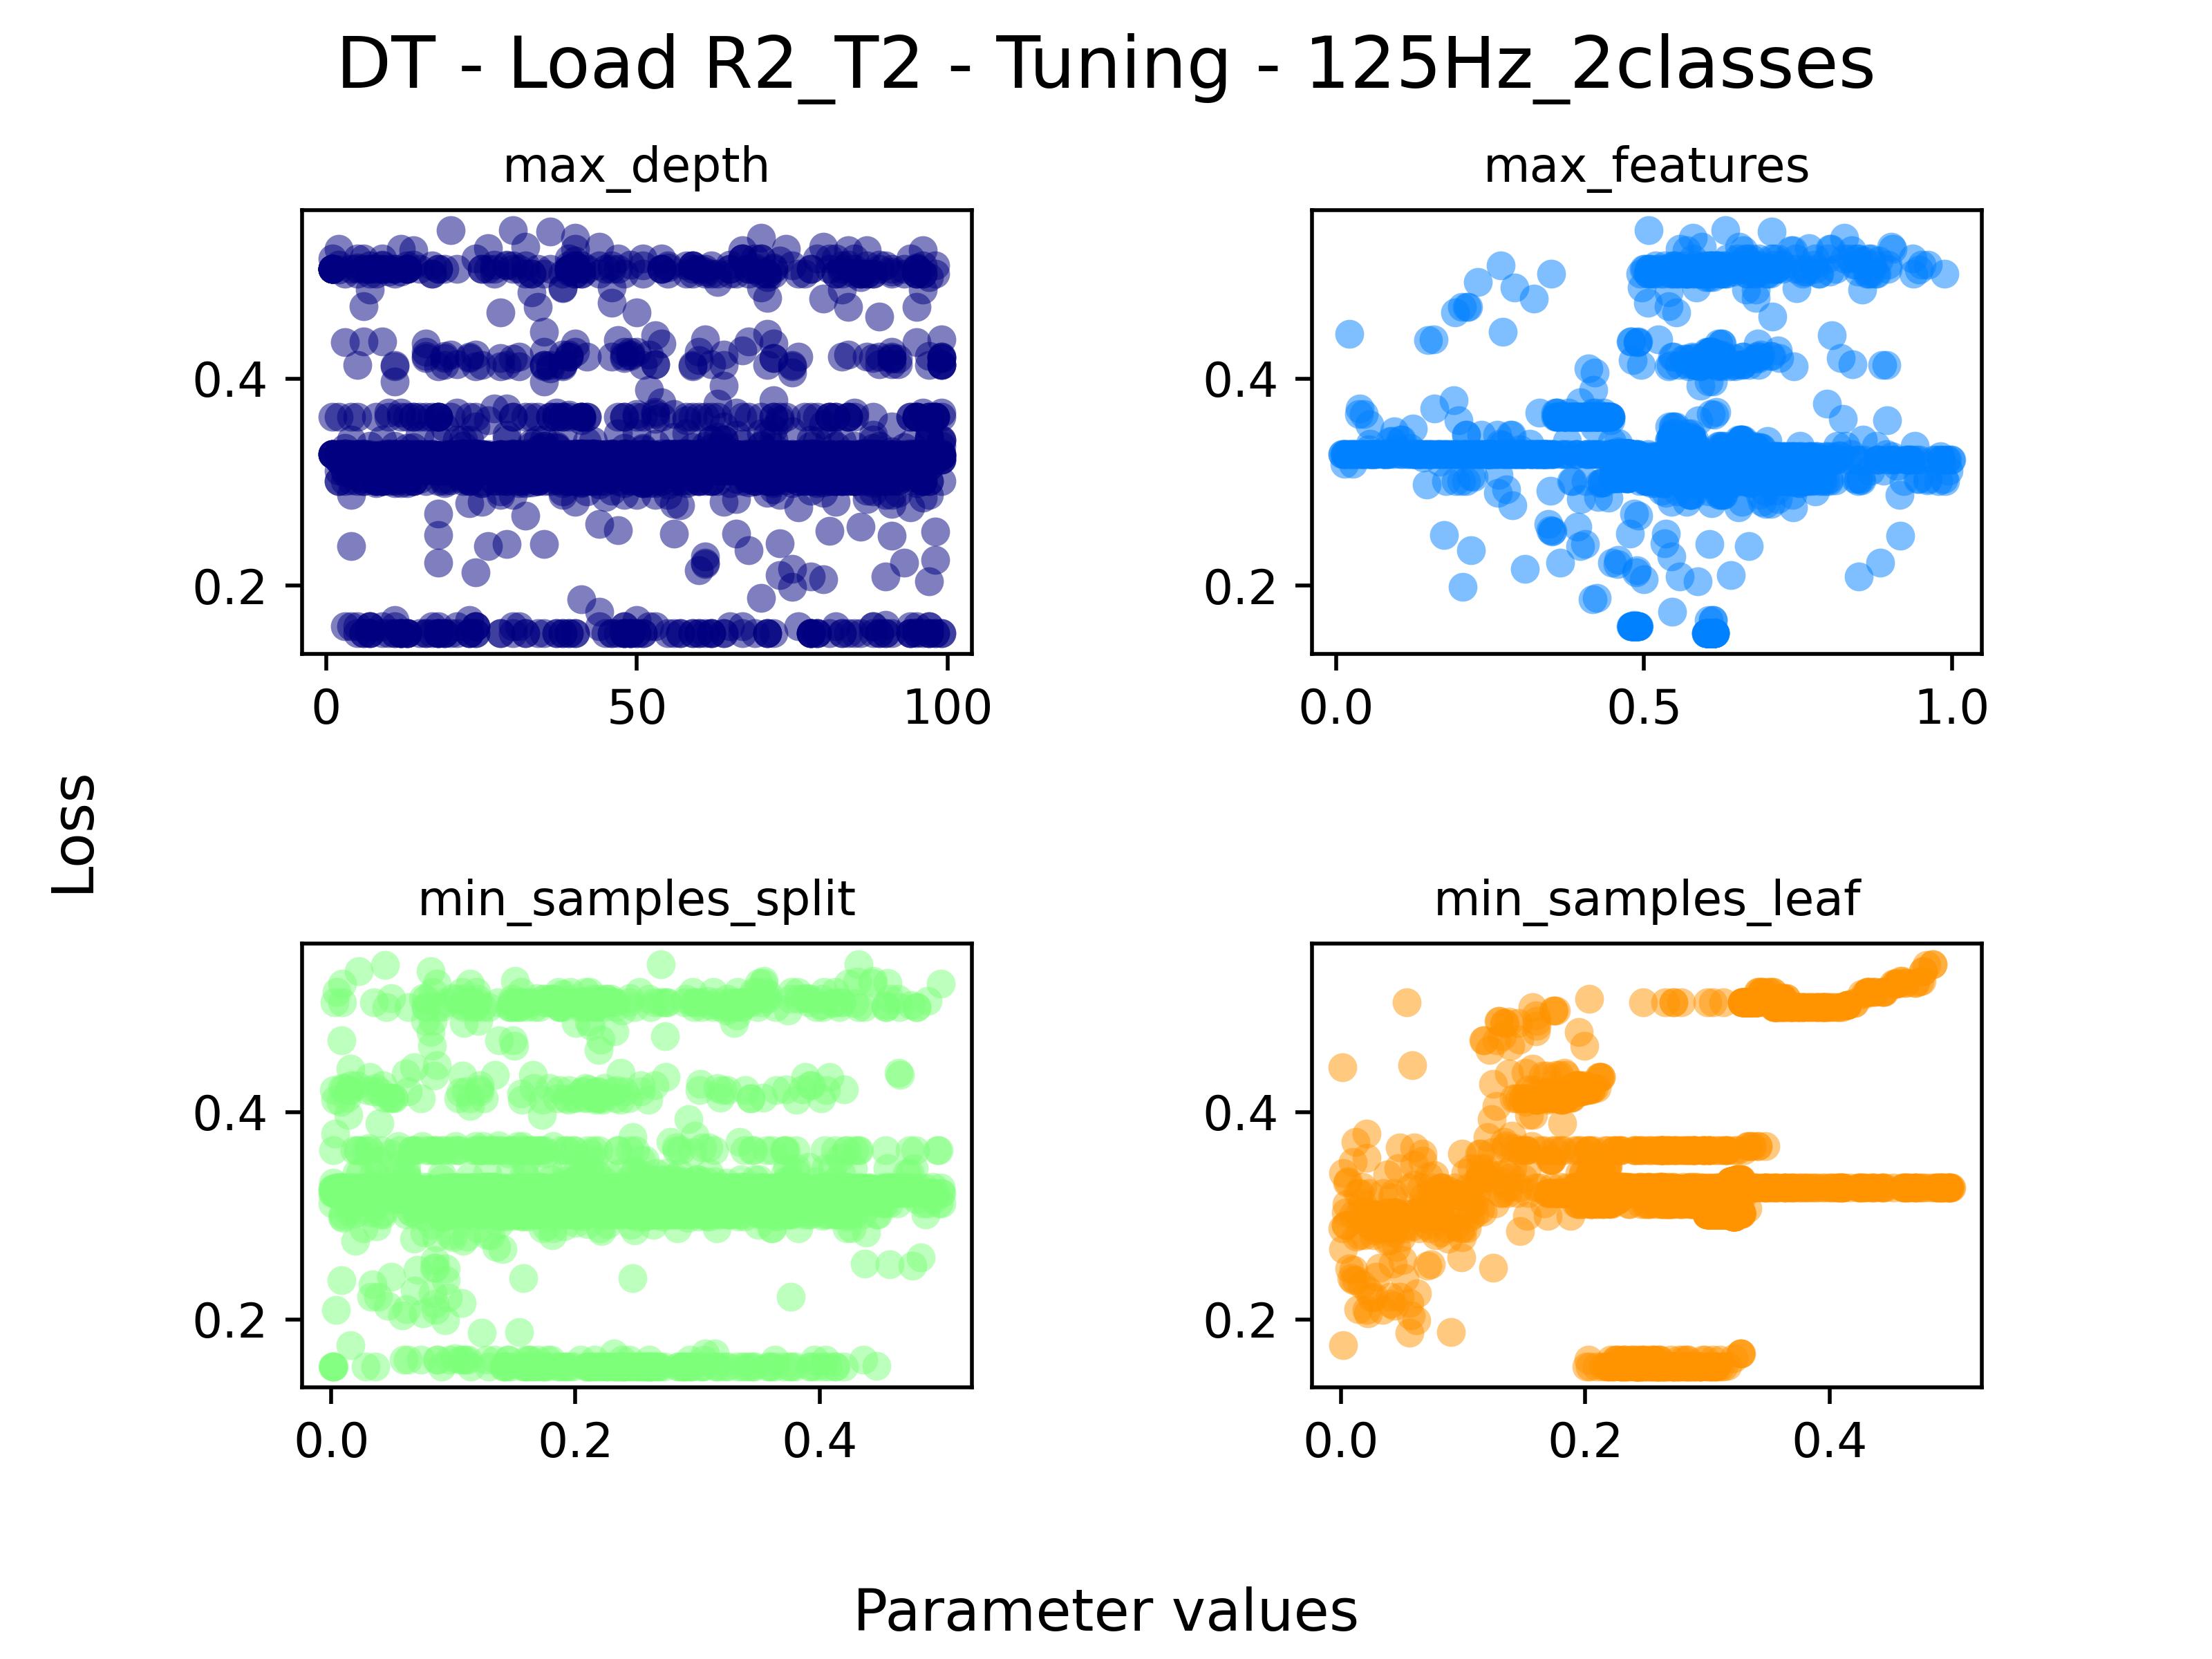 DT - Load R2_T2 - Tuning - 125Hz_2classes
max_depth
max_features
0.4
0.2
0 50 100
0.4
0.2
0.0 0.5 1.0
Loss
min_samples_split
min_samples_leaf
0.4
0.2
0.0 0.2 0.4
0.4
0.2
0.0 0.2 0.4
Parameter values